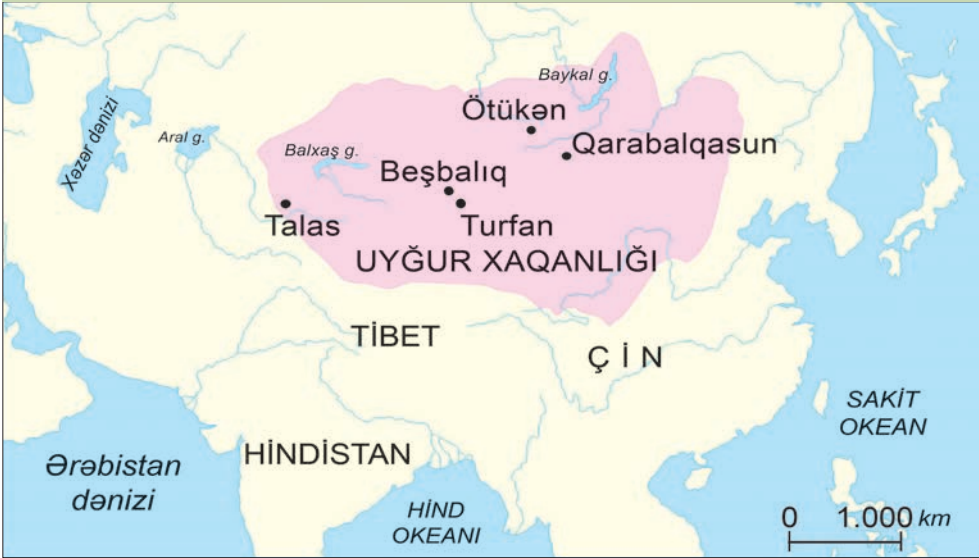 Baykal g.
Ötükən
Xəzər dənizi
Aral g.
Balxaş g.
Qarabalqasun
Beşbalıq
Talas
Turfan
UYĞUR XAQANLIĞI
TİBET
ÇİN
SAKİT
OKEAN
HİNDİSTAN
Ərəbistan
dənizi
HİND
OKEANI
0 1.000 km